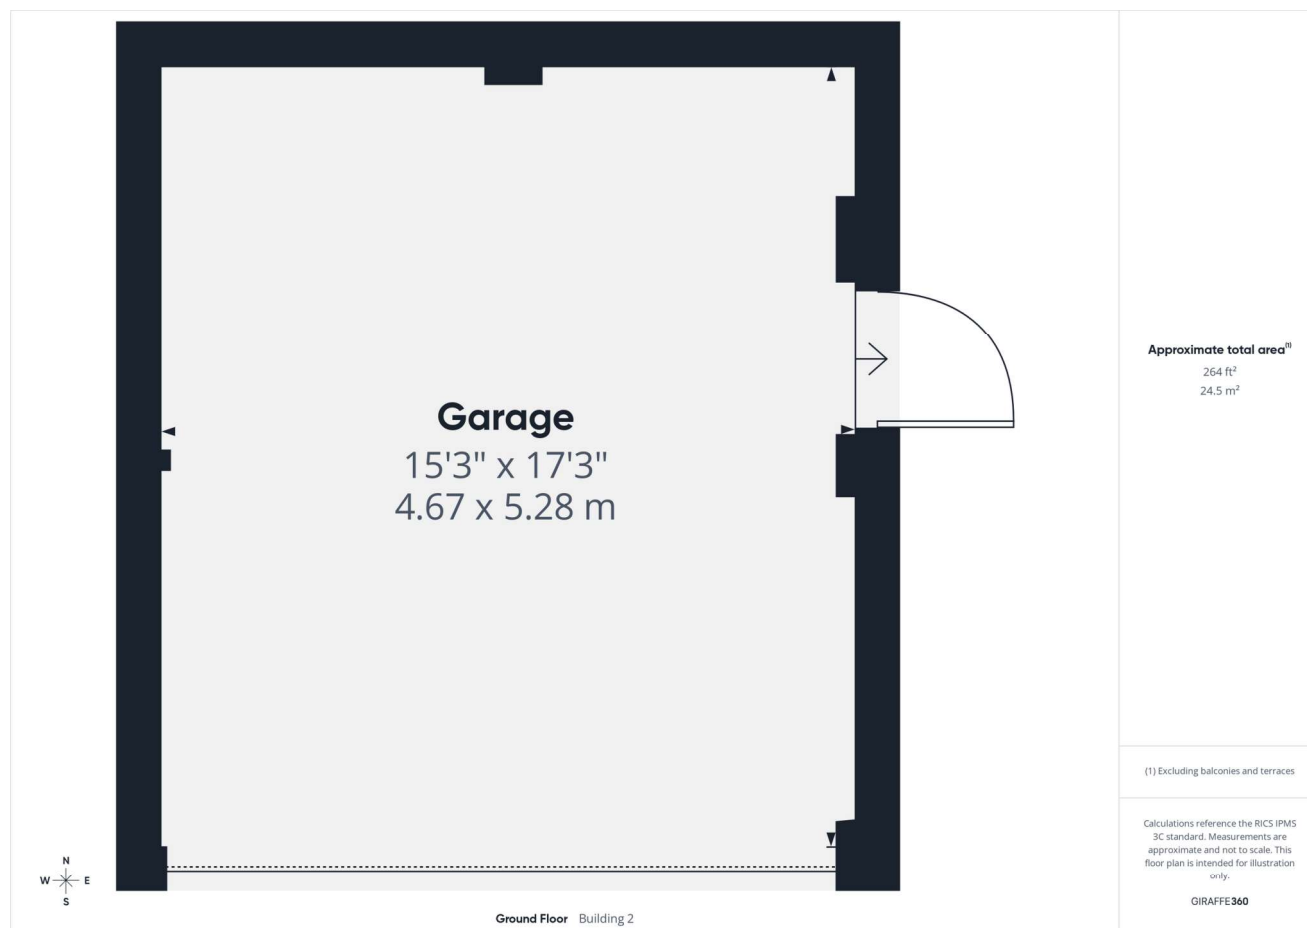 Garage
15'3" x 17'3"
4.67 x 5.28 m
Approximate total area(1)
264 ft²
24.5 m²
(1) Excluding balconies and terraces
Calculations reference the RICS IPMS
3C standard. Measurements are
approximate and not to scale. This
floor plan is intended for illustration
only.
GIRAFFE360
N
W E
S
Ground Floor Building 2